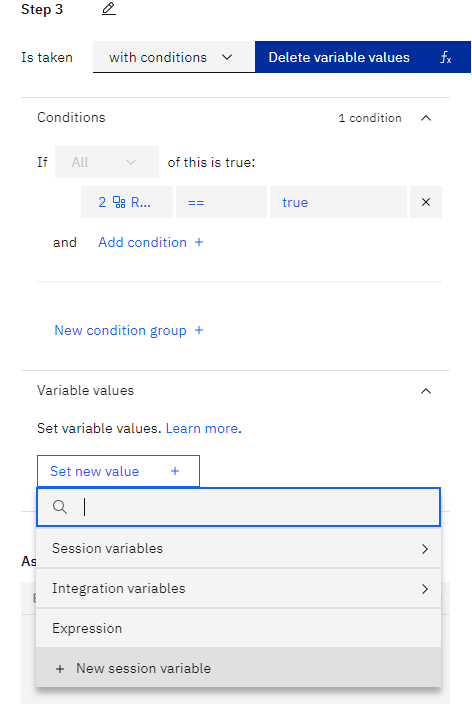 Step 3
Is taken with conditions Delete variable values fx
Conditions 1 condition
If All of this is true:
2 R... == true ×
and Add condition +
New condition group +
Variable values
Set variable values. Learn more.
Set new value +
Session variables
Integration variables
As
Expression
+ New session variable